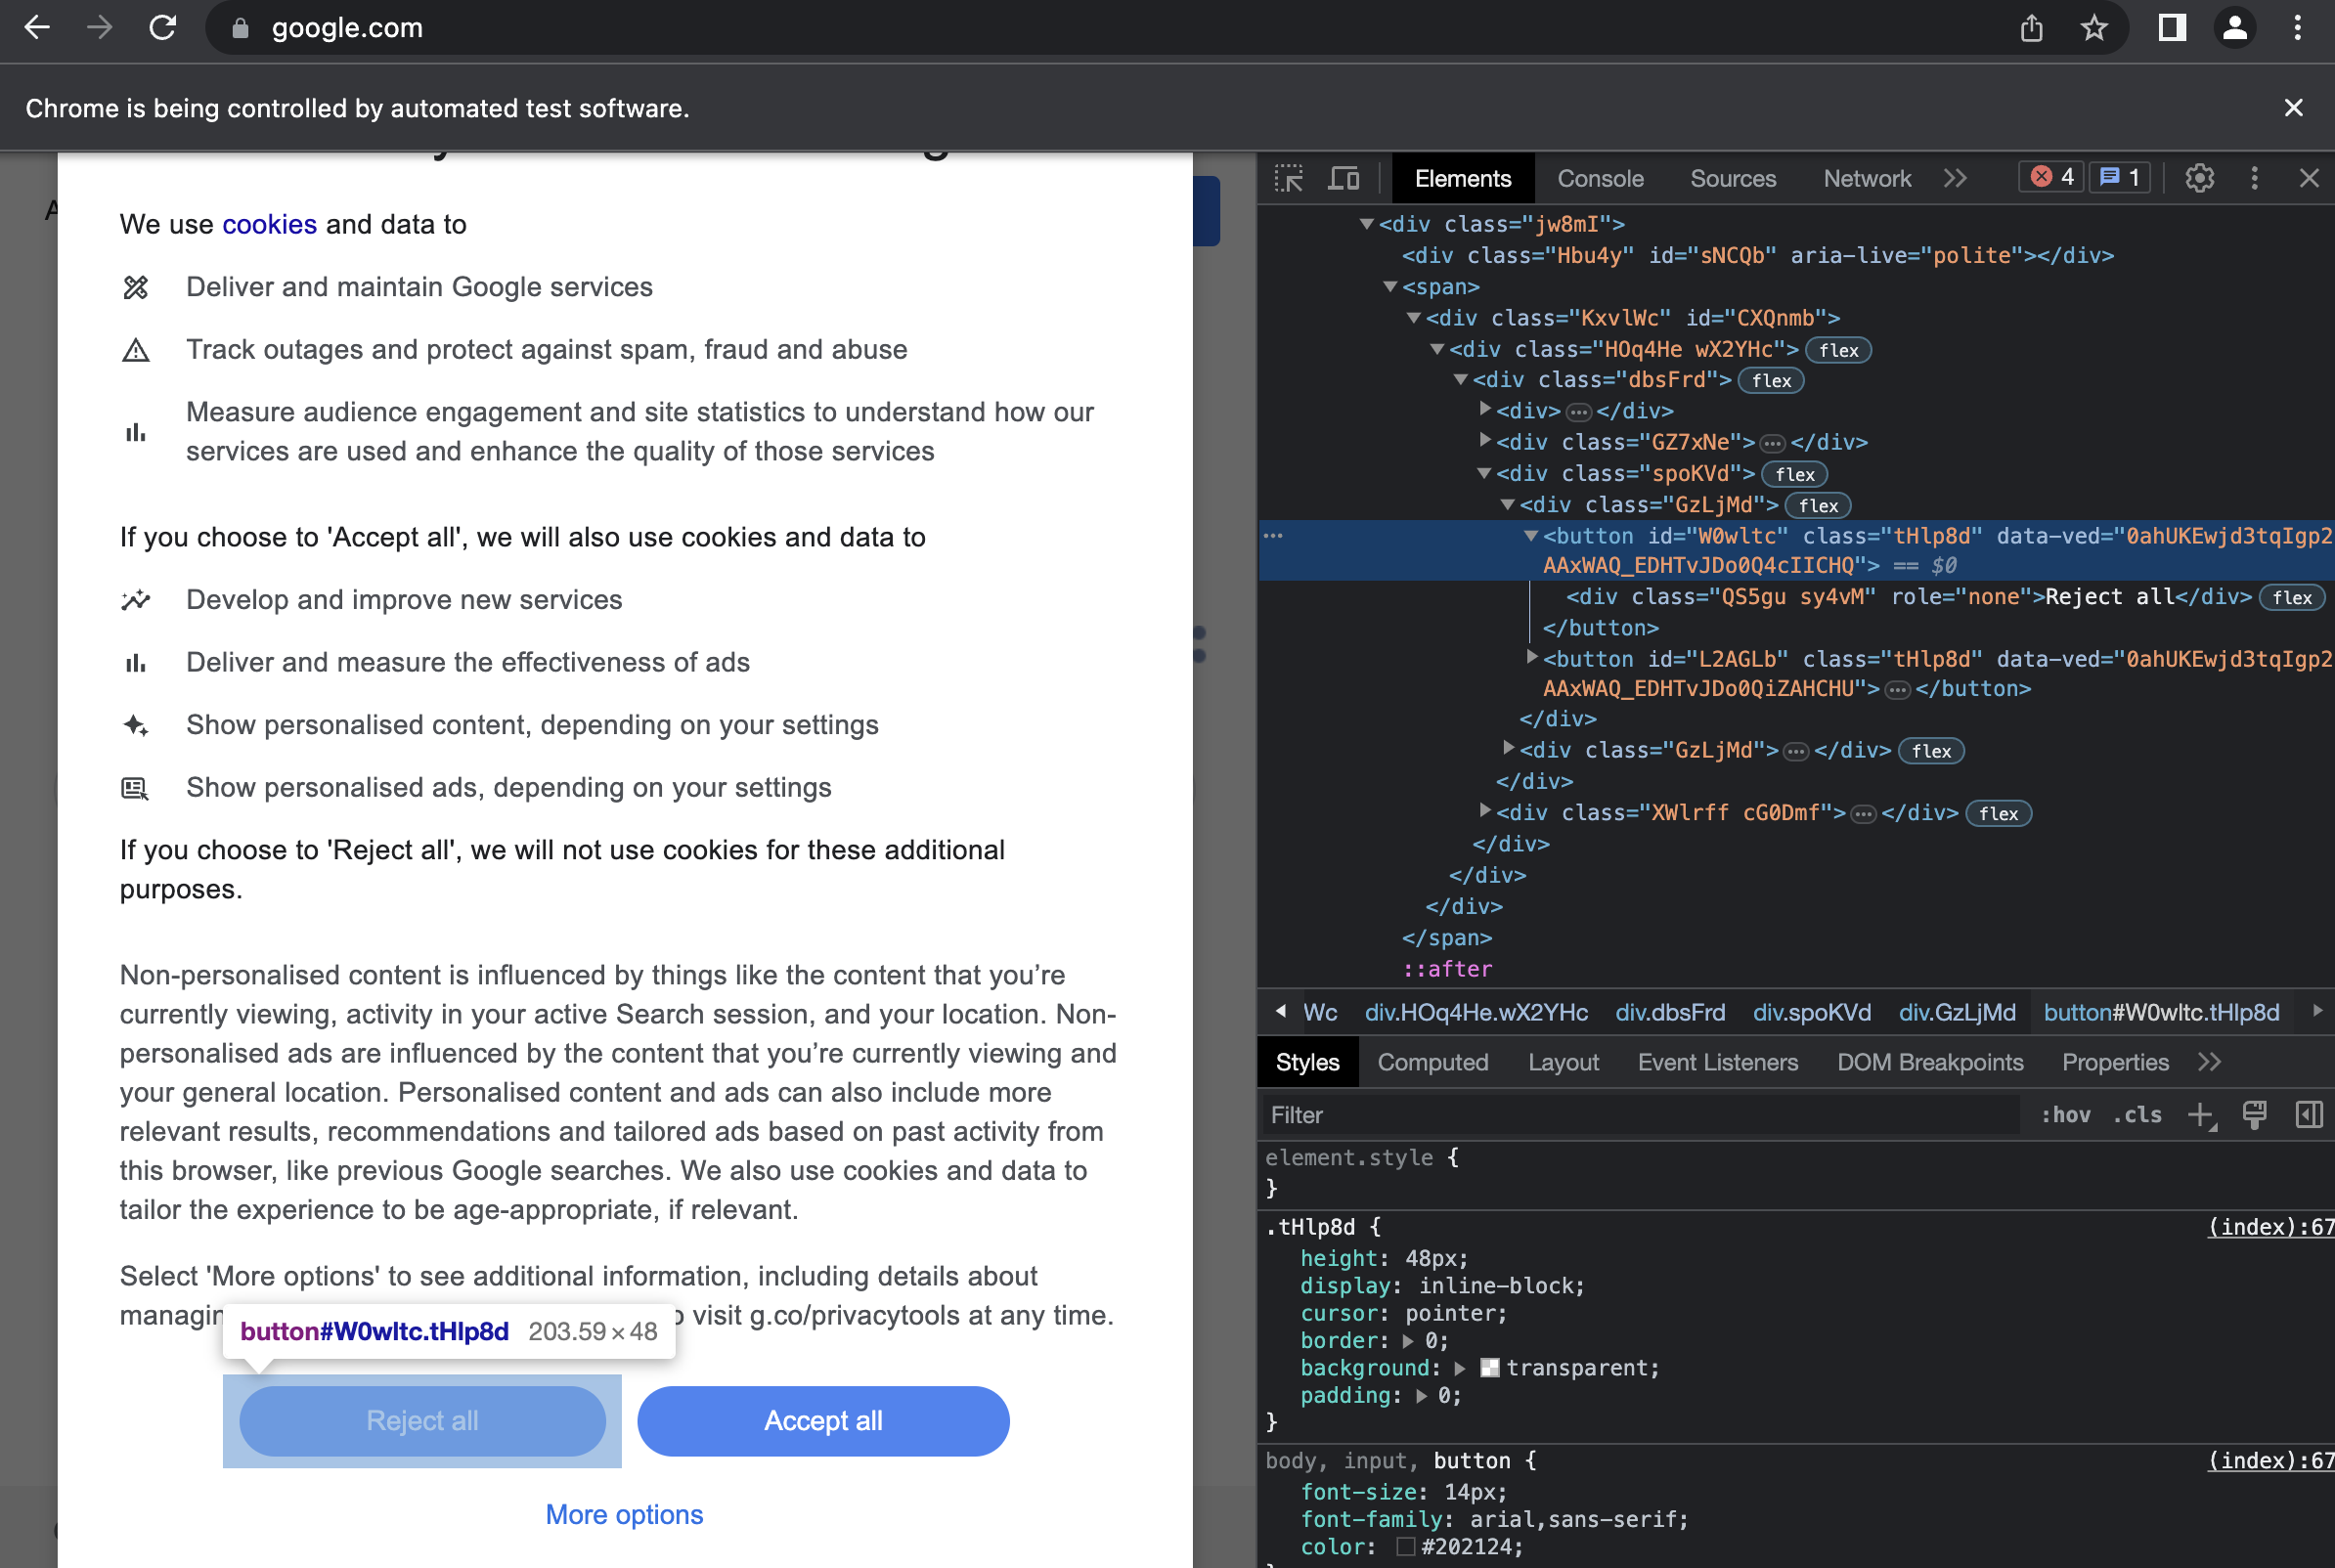 google.com
Chrome is being controlled by automated test software.
We use cookies and data to
Deliver and maintain Google services
Track outages and protect against spam, fraud and abuse
Measure audience engagement and site statistics to understand how our
services are used and enhance the quality of those services
If you choose to 'Accept all', we will also use cookies and data to
Develop and improve new services
Deliver and measure the effectiveness of ads
Show personalised content, depending on your settings
Show personalised ads, depending on your settings
If you choose to 'Reject all', we will not use cookies for these additional
purposes.
Non-personalised content is influenced by things like the content that you’re
currently viewing, activity in your active Search session, and your location. Non-
personalised ads are influenced by the content that you’re currently viewing and
your general location. Personalised content and ads can also include more
relevant results, recommendations and tailored ads based on past activity from
this browser, like previous Google searches. We also use cookies and data to
tailor the experience to be age-appropriate, if relevant.
Select 'More options' to see additional information, including details about
visit g.co/privacytools at any time.
button#W0wltc.tHlp8d 203.59 × 48
Reject all Accept all
More options
Elements Console Sources Network 4 1
<div class="jw8mI">
<div class="Hbu4y" id="sNCQb" aria-live="polite"></div>
<span>
<div class="KxvlWc" id="CXQnmb">
<div class="HOq4He wX2YHc"> flex
<div class="dbsFrd"> flex
<div> … </div>
<div class="GZ7xNe"> … </div>
<div class="spoKVd"> flex
<div class="GzLjMd"> flex
<button id="W0wltc" class="tHlp8d" data-ved="0ahUKEwjd3tqIgp2
AAxWAQ_EDHTvJDo0Q4cIICHQ"> == $0
<div class="QS5gu sy4vM" role="none">Reject all</div> flex
</button>
<button id="L2AGLb" class="tHlp8d" data-ved="0ahUKEwjd3tqIgp2
AAxWAQ_EDHTvJDo0QiZAHCHU"> … </button>
</div>
<div class="GzLjMd"> … </div> flex
</div>
<div class="XWlrff cG0Dmf"> … </div> flex
</div>
</div>
</div>
</span>
::after
Wc div.HOq4He.wX2YHc div.dbsFrd div.spoKVd div.GzLjMd button#W0wltc.tHlp8d
Styles Computed Layout Event Listeners DOM Breakpoints Properties
Filter :hov .cls
element.style {
}
.tHlp8d { (index):67
height: 48px;
display: inline-block;
cursor: pointer;
border: 0;
background: transparent;
padding: 0;
}
body, input, button { (index):67
font-size: 14px;
font-family: arial,sans-serif;
color: #202124;